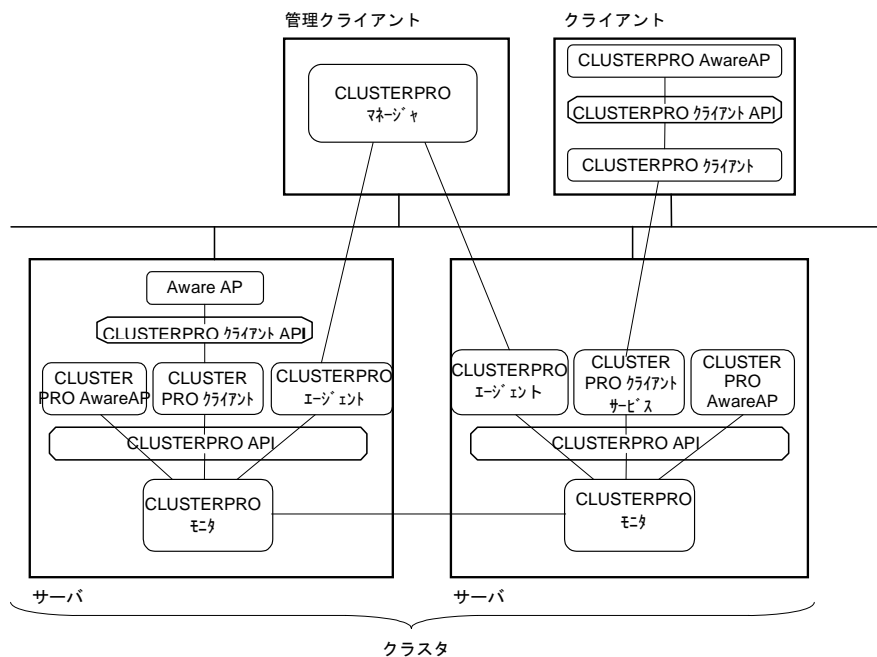 管理クライアント
クライアント
CLUSTERPRO
ﾏﾈｰｼﾞｬ
CLUSTERPRO AwareAP
CLUSTERPRO ｸﾗｲｱﾝﾄ API
CLUSTERPRO ｸﾗｲｱﾝﾄ
Aware AP
CLUSTERPRO ｸﾗｲｱﾝﾄ API
CLUSTER
PRO AwareAP
CLUSTER
PRO ｸﾗｲｱﾝﾄ
CLUSTERPRO
ｴｰｼﾞｪﾝﾄ
CLUSTERPRO API
CLUSTERPRO
ﾓﾆﾀ
サーバ
CLUSTERPRO
ｴｰｼﾞｪﾝﾄ
CLUSTER
PRO ｸﾗｲｱﾝﾄ
ｻｰﾋﾞｽ
CLUSTER
PRO
AwareAP
CLUSTERPRO API
CLUSTERPRO
ﾓﾆﾀ
サーバ
クラスタ